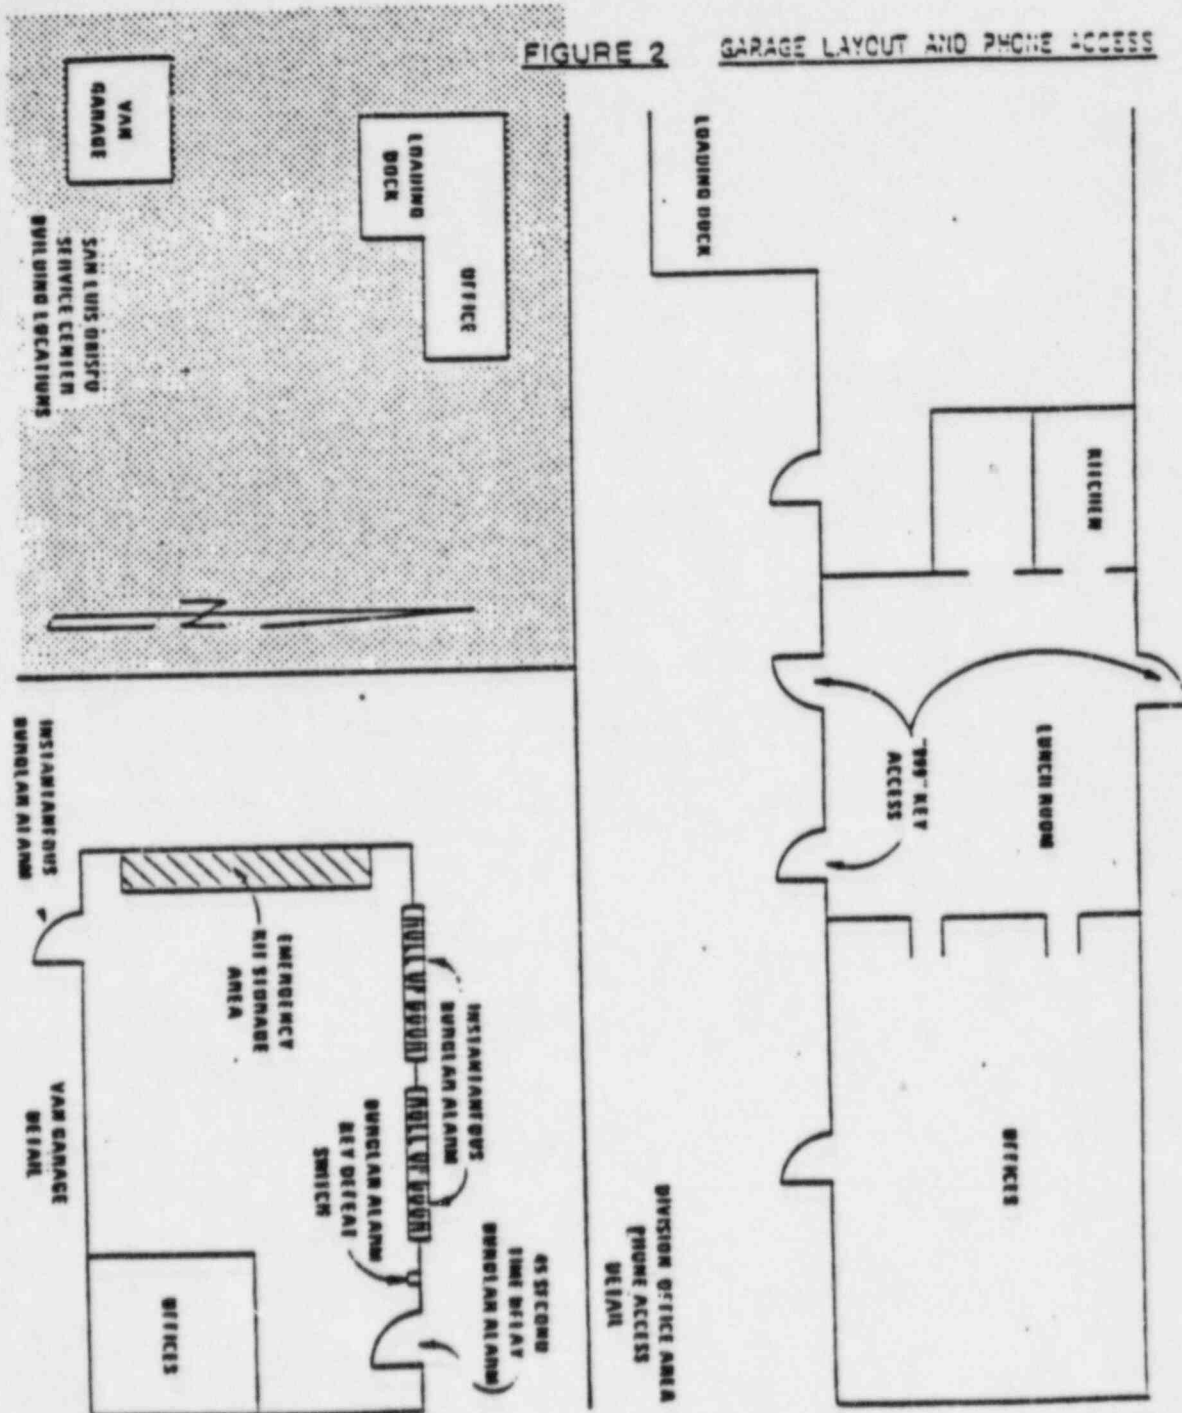 FIGURE 2 GARAGE LAYOUT AND PHONE ACCESS
VAN
GARAGE
LOADING
DOCK
OFFICE
SAN LUIS OBISPO
SERVICE CENTER
BUILDING LOCATIONS
LOADING DOCK
KITCHEN
LUNCH ROOM
"999" KEY
ACCESS
OFFICES
DIVISION OFFICE AREA
PHONE ACCESS
DETAIL
INSTANTANEOUS
BURGLAR ALARM
EMERGENCY
KIT STORAGE
AREA
ROLL UP DOOR
ROLL UP DOOR
INSTANTANEOUS
BURGLAR ALARM
BURGLAR ALARM
KEY DEFEAT
SWITCH
45 SECOND
TIME DELAY
BURGLAR ALARM
VAN GARAGE
DETAIL
OFFICES